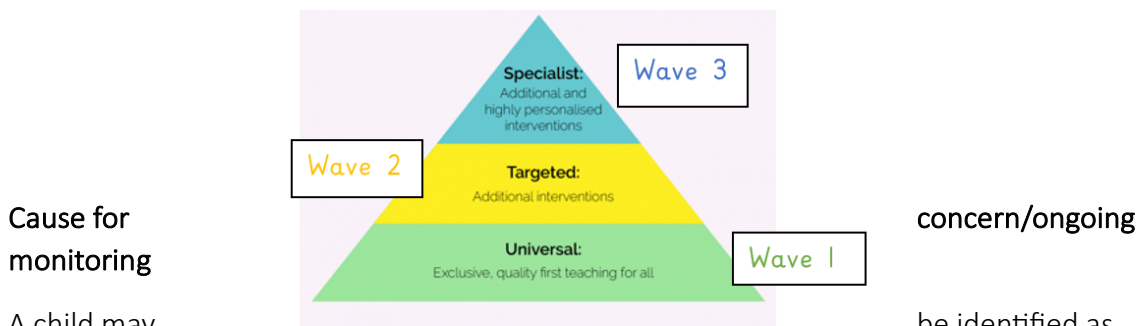 Specialist:
Additional and
highly personalised
interventions
Wave 3
Wave 2
Targeted:
Additional interventions
Cause for concern/ongoing
monitoring
Universal:
Exclusive, quality first teaching for all
Wave 1
A child may be identified as